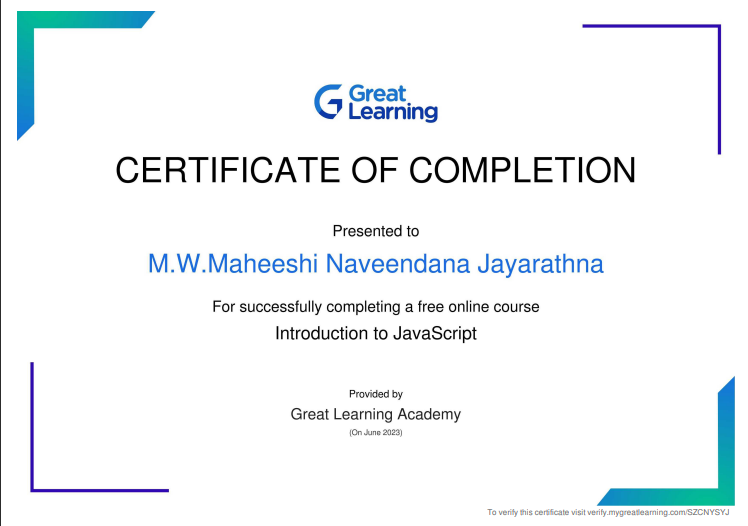 Great
Learning
CERTIFICATE OF COMPLETION
Presented to
M.W.Maheeshi Naveendana Jayarathna
For successfully completing a free online course
Introduction to JavaScript
Provided by
Great Learning Academy
(On June 2023)
To verify this certificate visit verify.mygreatlearning.com/SZCNYSYJ